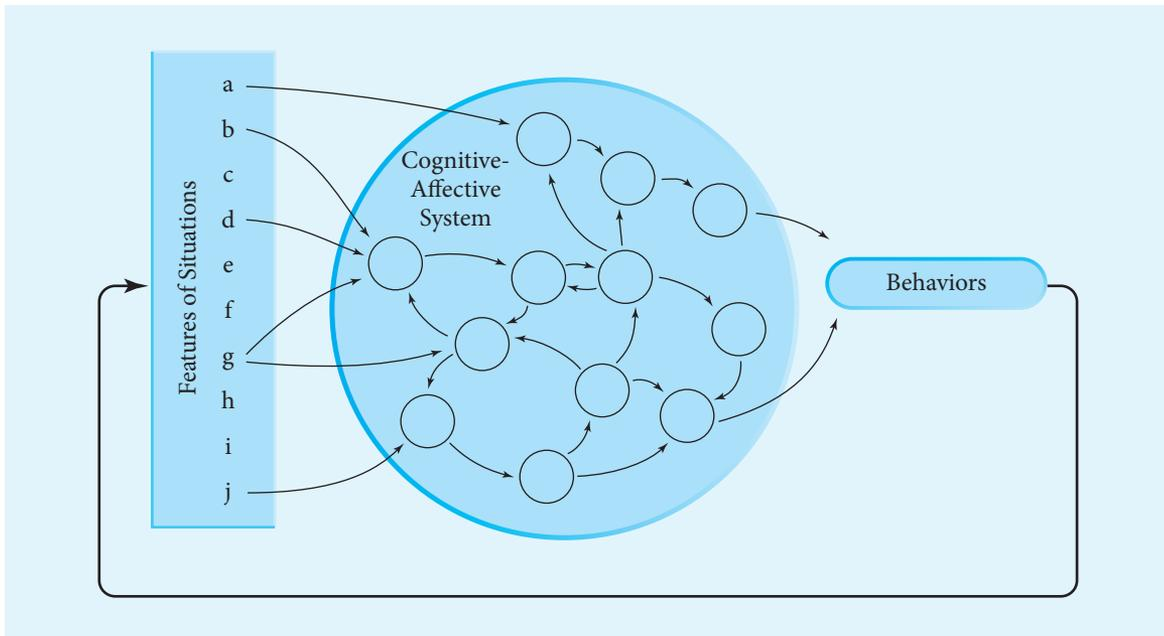 Features of Situations
a
b
c
d
e
f
g
h
i
j
Cognitive-
Affective
System
Behaviors